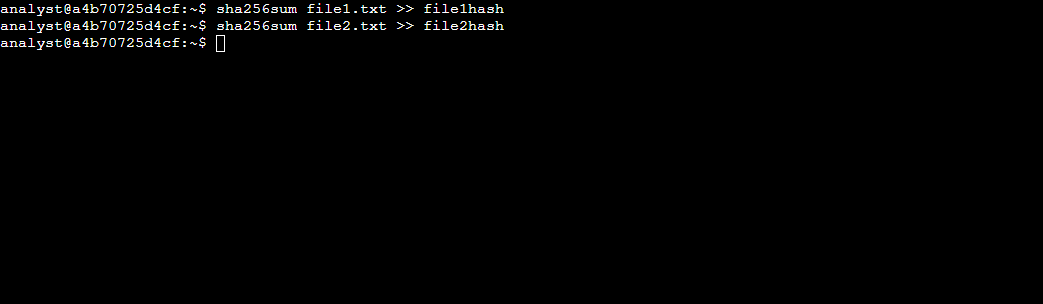 analyst@a4b70725d4cf:~$ sha256sum file1.txt >> file1hash
analyst@a4b70725d4cf:~$ sha256sum file2.txt >> file2hash
analyst@a4b70725d4cf:~$